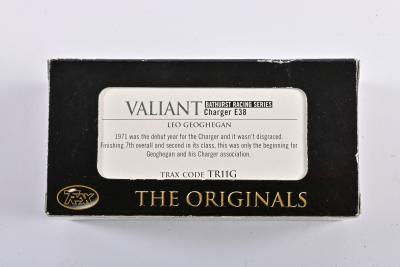 VALIANT BATHURST RACING SERIES
Charger E38
LEO GEOGHEGAN
1971 was the debut year for the Charger and it wasn't disgraced.
Finishing 7th overall and second in its class, this was only the beginning for
Geoghegan and his Charger association.
TRAX CODE TR11G
TRAX
THE ORIGINALS